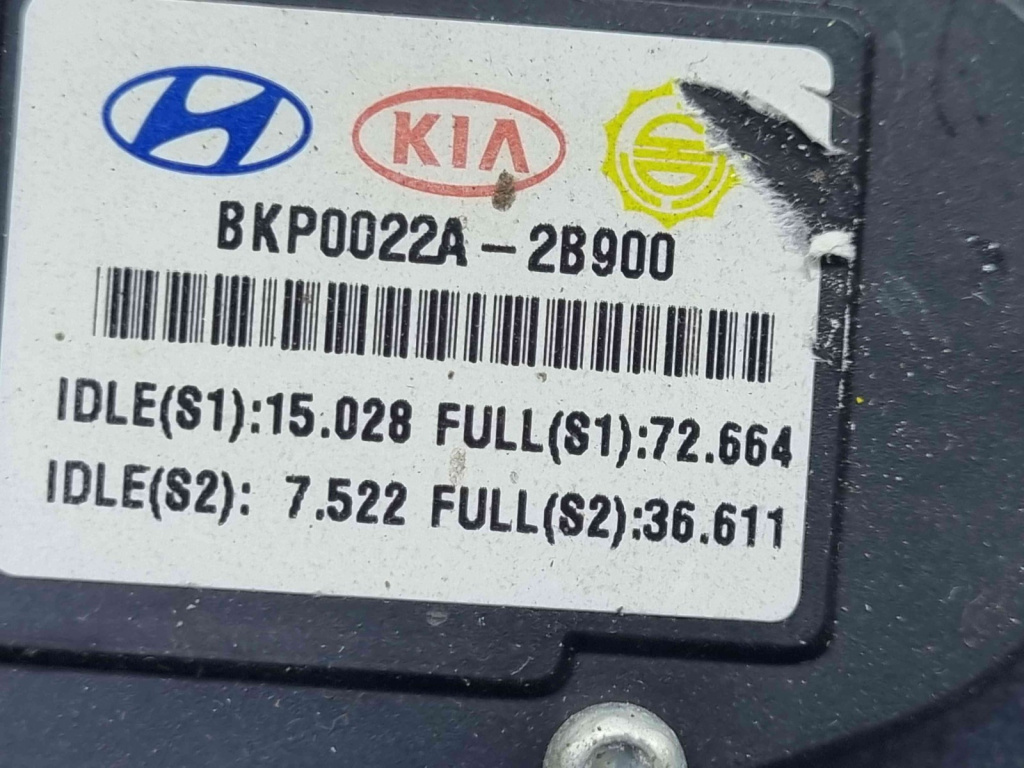 KIA
BKP0022A-2B900
IDLE(S1):15.028 FULL(S1):72.664
IDLE(S2): 7.522 FULL(S2):36.611